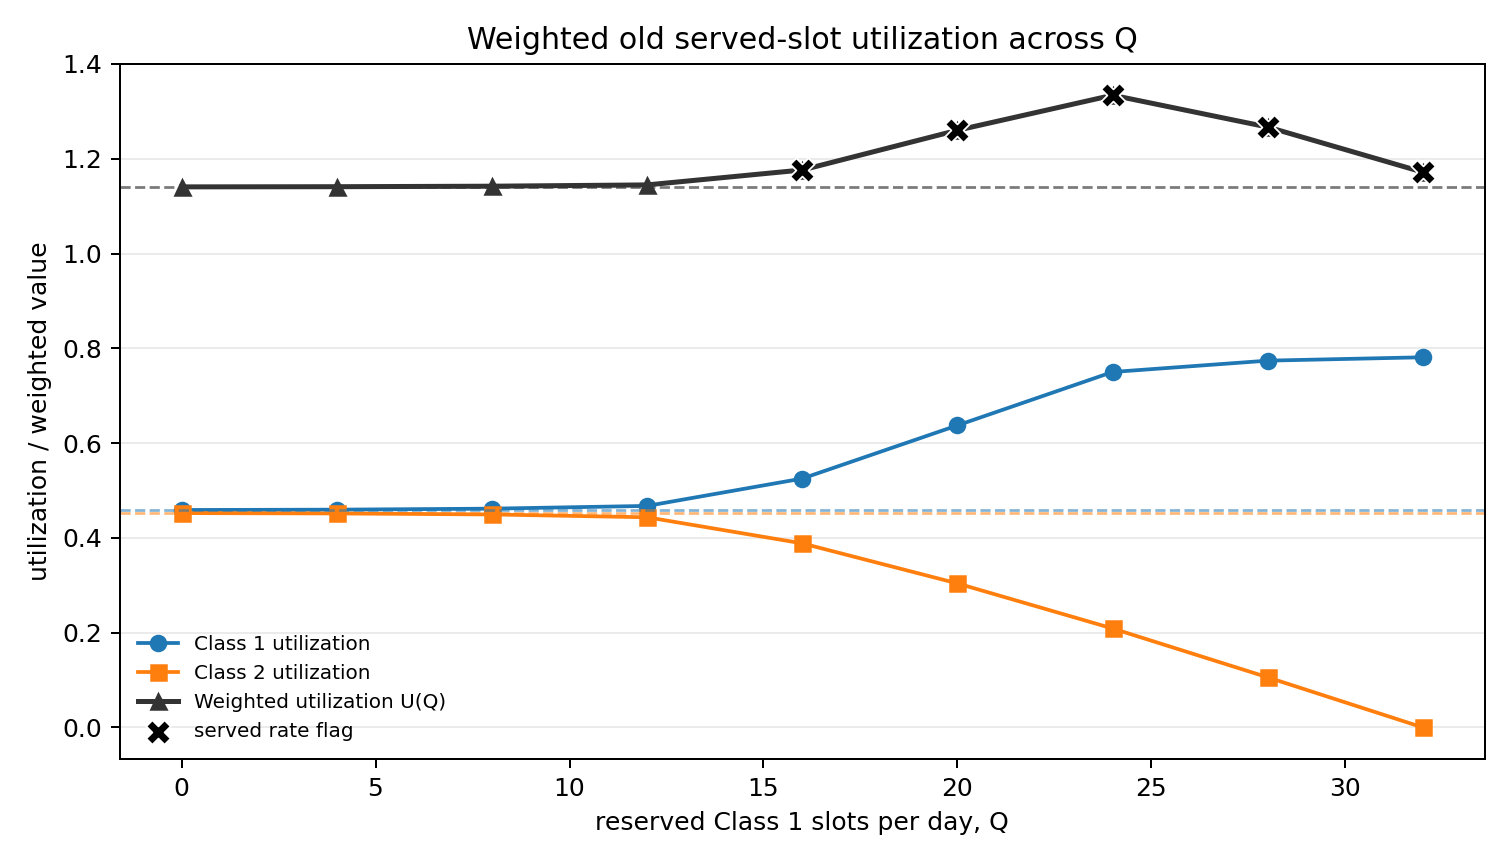 Weighted old served-slot utilization across Q
1.4
1.2
1.0
0.8
0.6
0.4
0.2
0.0
utilization / weighted value
Class 1 utilization
Class 2 utilization
Weighted utilization U(Q)
served rate flag
0 5 10 15 20 25 30
reserved Class 1 slots per day, Q